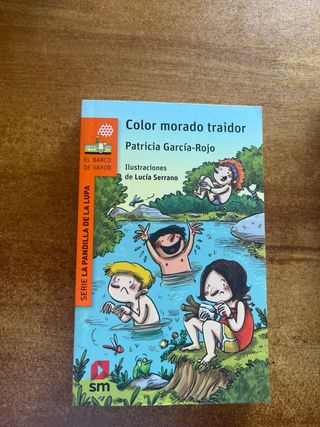 Color morado traidor
Patricia García-Rojo
Ilustraciones
de Lucía Serrano
EL BARCO
DE VAPOR
SERIE LA PANDILLA DE LA LUPA
sm